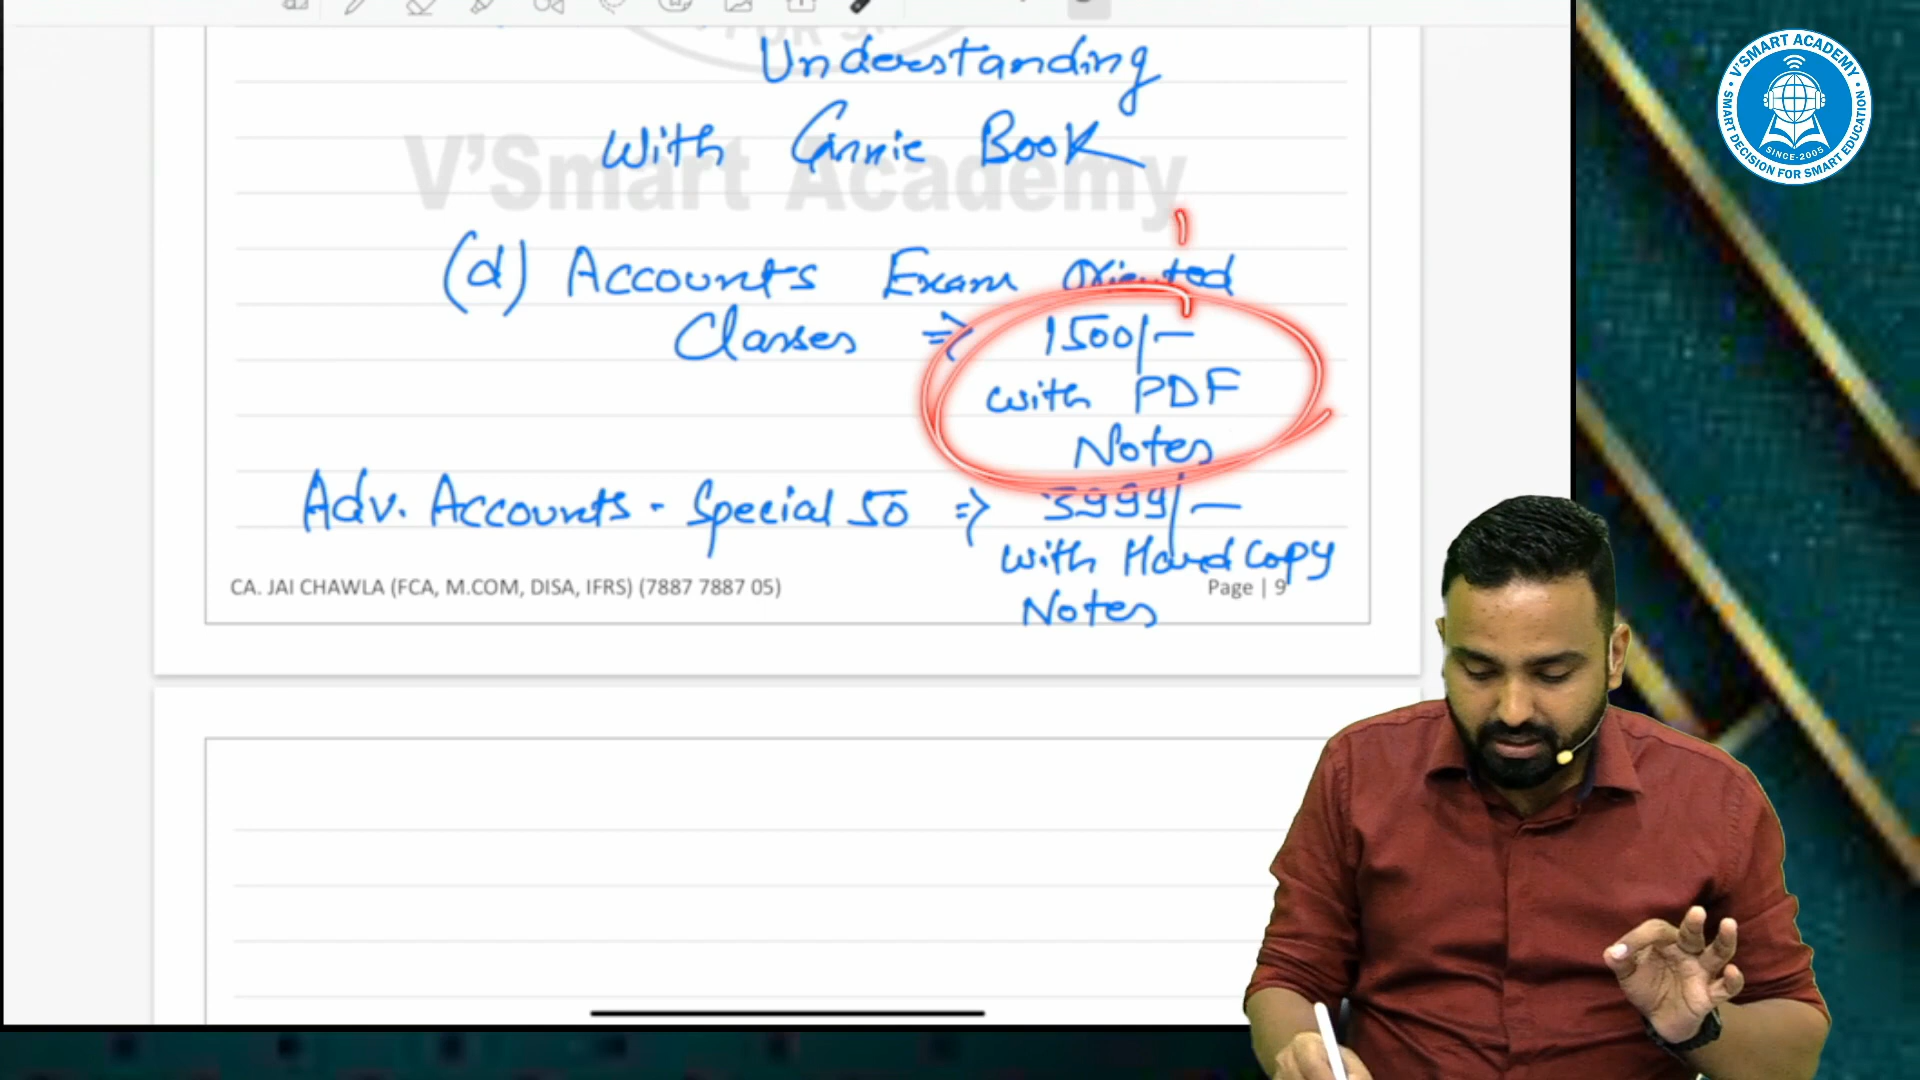 Understanding
With Connie Book
V'Smart Academy
(d) Accounts Exam Oriented
Classes ⇒ 1500/-
with PDF
Notes
Adv. Accounts - Special 50 ⇒ 3999/-
with Hard Copy
Notes
CA. JAI CHAWLA (FCA, M.COM, DISA, IFRS) (7887 7887 05)
Page | 9
V'SMART ACADEMY
SINCE-2005
SMART DECISION FOR SMART EDUCATION